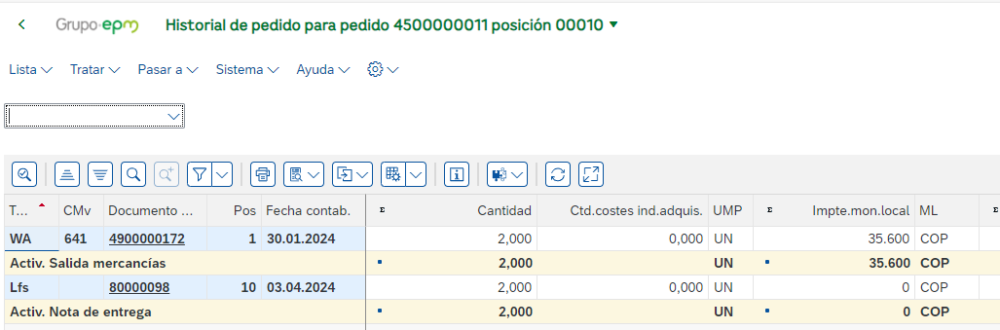 Grupo·epm Historial de pedido para pedido 4500000011 posición 00010
Lista Tratar Pasar a Sistema Ayuda
T... CMv Documento ... Pos Fecha contab. Σ Cantidad Ctd.costes ind.adquis. UMP Σ Impte.mon.local ML Σ
WA 641 4900000172 1 30.01.2024 2,000 0,000 UN 35.600 COP
Activ. Salida mercancías 2,000 UN 35.600 COP
Lfs 80000098 10 03.04.2024 2,000 0,000 UN 0 COP
Activ. Nota de entrega 2,000 UN 0 COP